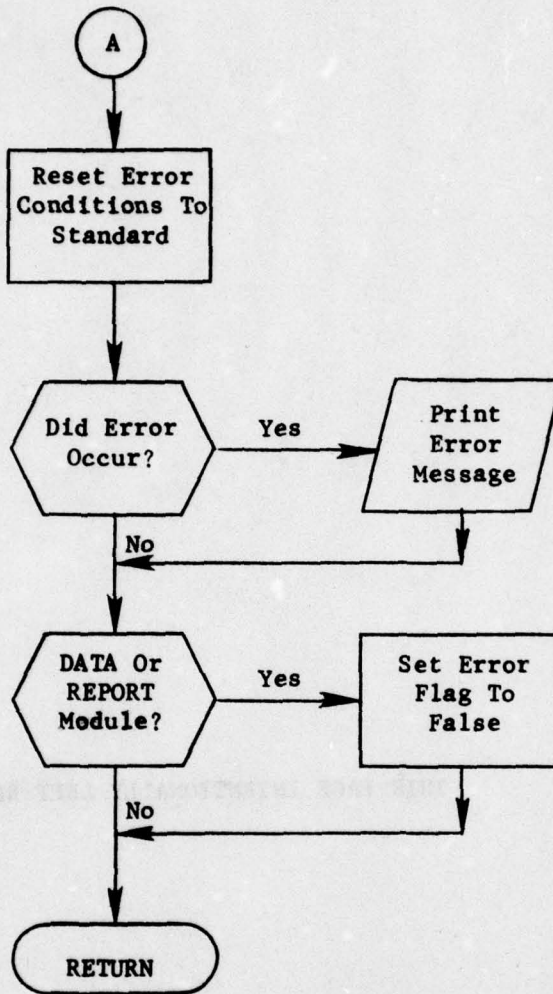 A
Reset Error
Conditions To
Standard
Did Error
Occur?
Yes
Print
Error
Message
No
DATA Or
REPORT
Module?
Yes
Set Error
Flag To
False
No
RETURN